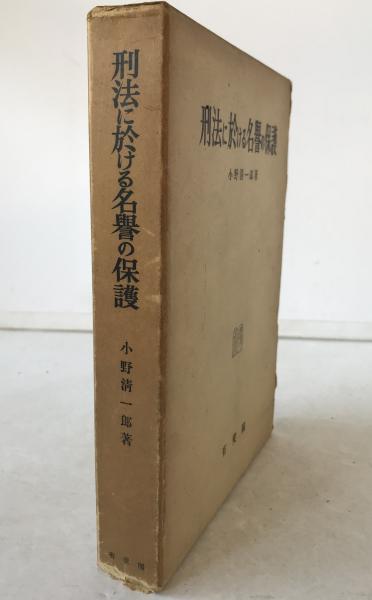 刑法に於ける名譽の保護
小野清一郎著
有斐閣
刑法に於ける名譽の保護
小野清一郎著
有斐閣